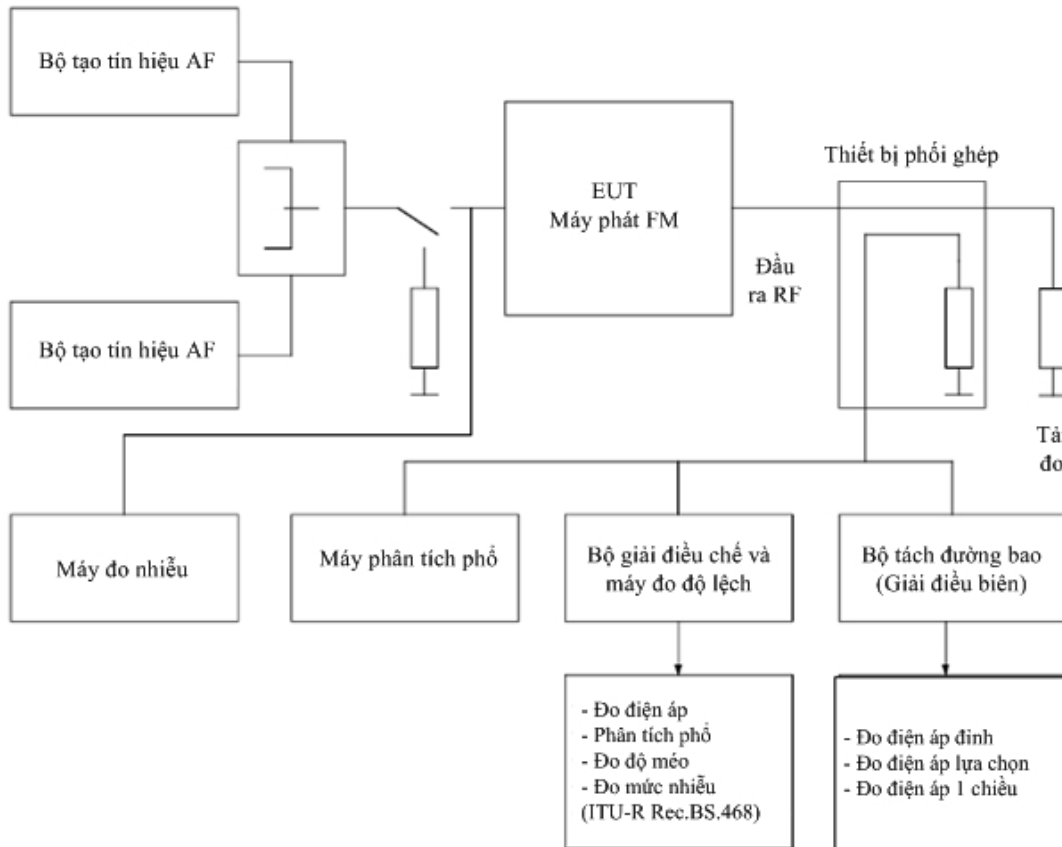 Bộ tạo tín hiệu AF
Thiết bị phối ghép
EUT
Máy phát FM
Đầu
ra RF
Bộ tạo tín hiệu AF
Máy đo nhiễu
Máy phân tích phổ
Bộ giải điều chế và
máy đo độ lệch
Bộ tách đường bao
(Giải điều biên)
- Đo điện áp
- Phân tích phổ
- Đo độ méo
- Đo mức nhiễu
(ITU-R Rec.BS.468)
- Đo điện áp đỉnh
- Đo điện áp lựa chọn
- Đo điện áp 1 chiều